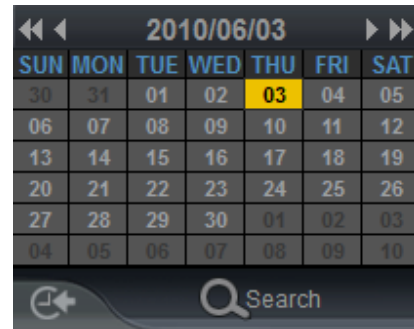 2010/06/03
SUN MON TUE WED THU FRI SAT
30 31 01 02 03 04 05
06 07 08 09 10 11 12
13 14 15 16 17 18 19
20 21 22 23 24 25 26
27 28 29 30 01 02 03
04 05 06 07 08 09 10
Search